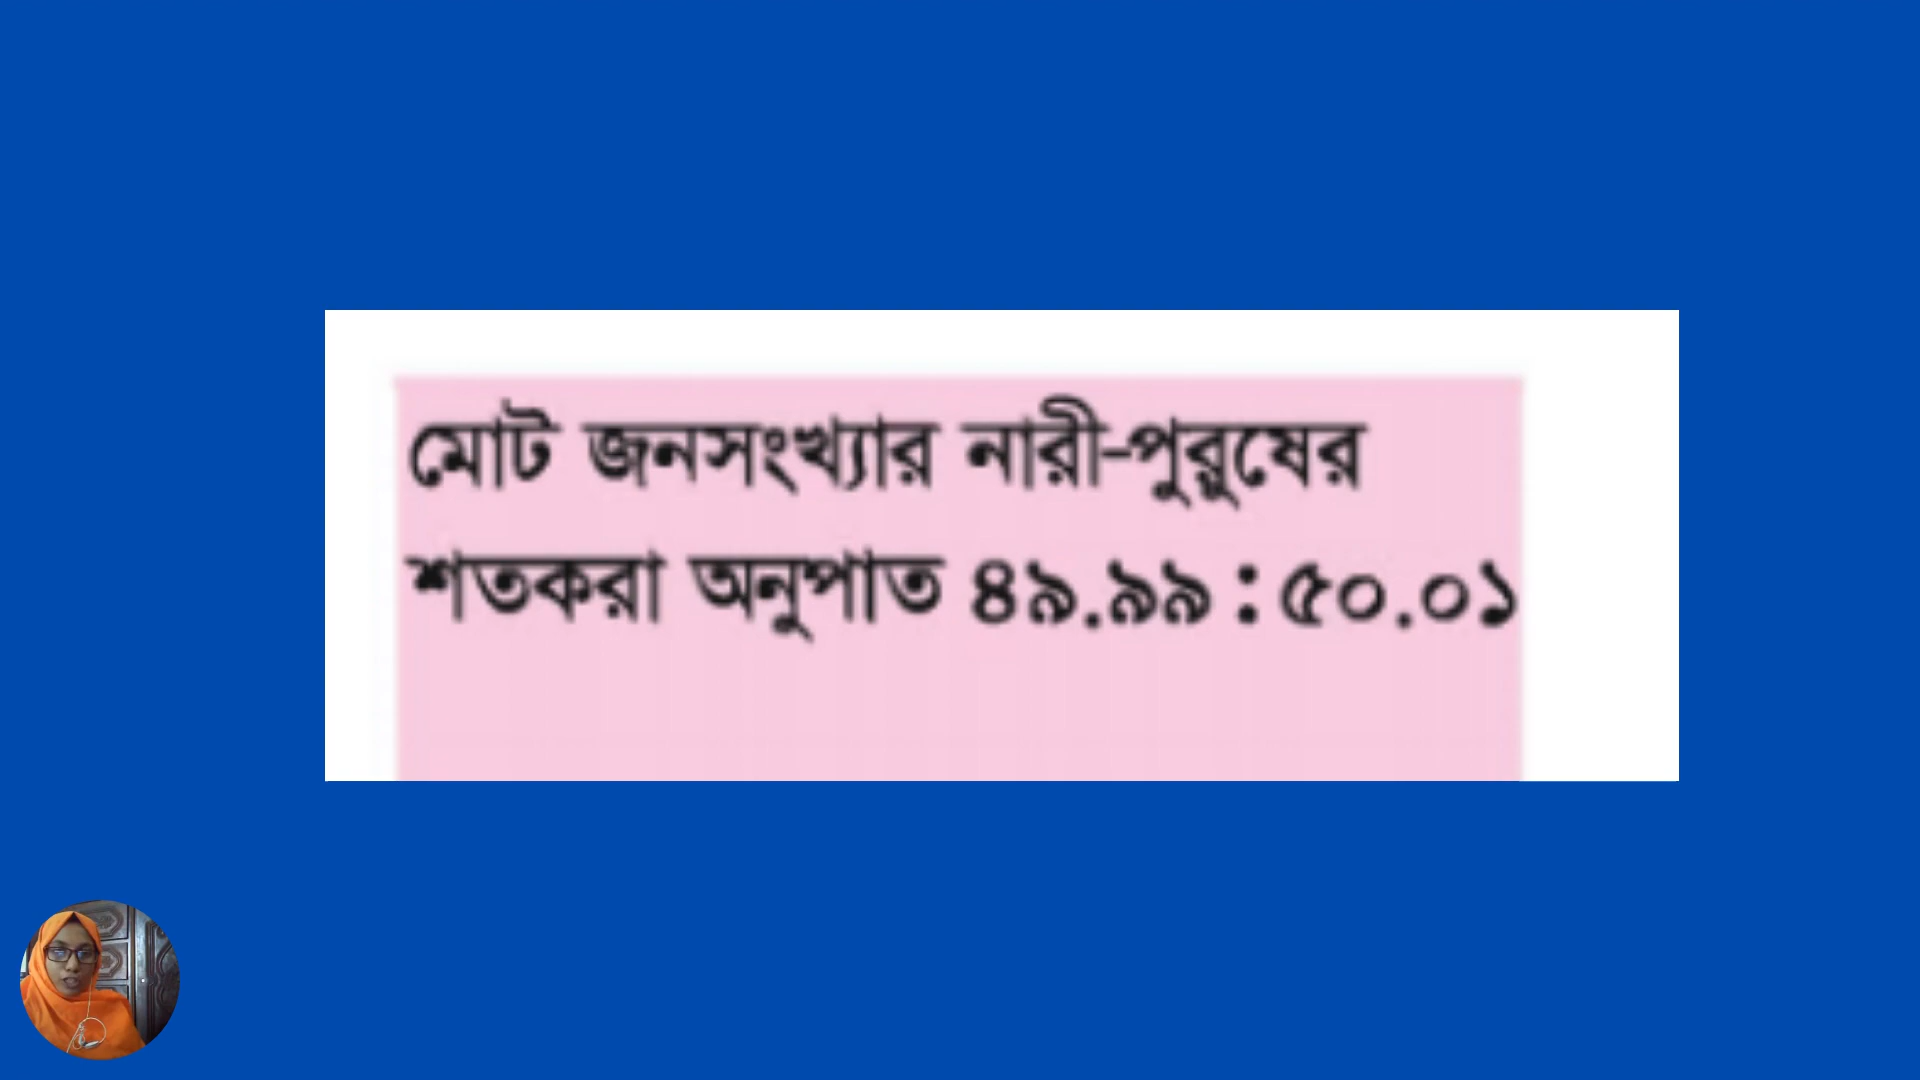 মোট জনসংখ্যার নারী-পুরুষের
শতকরা অনুপাত ৪৯.৯৯ : ৫০.০১